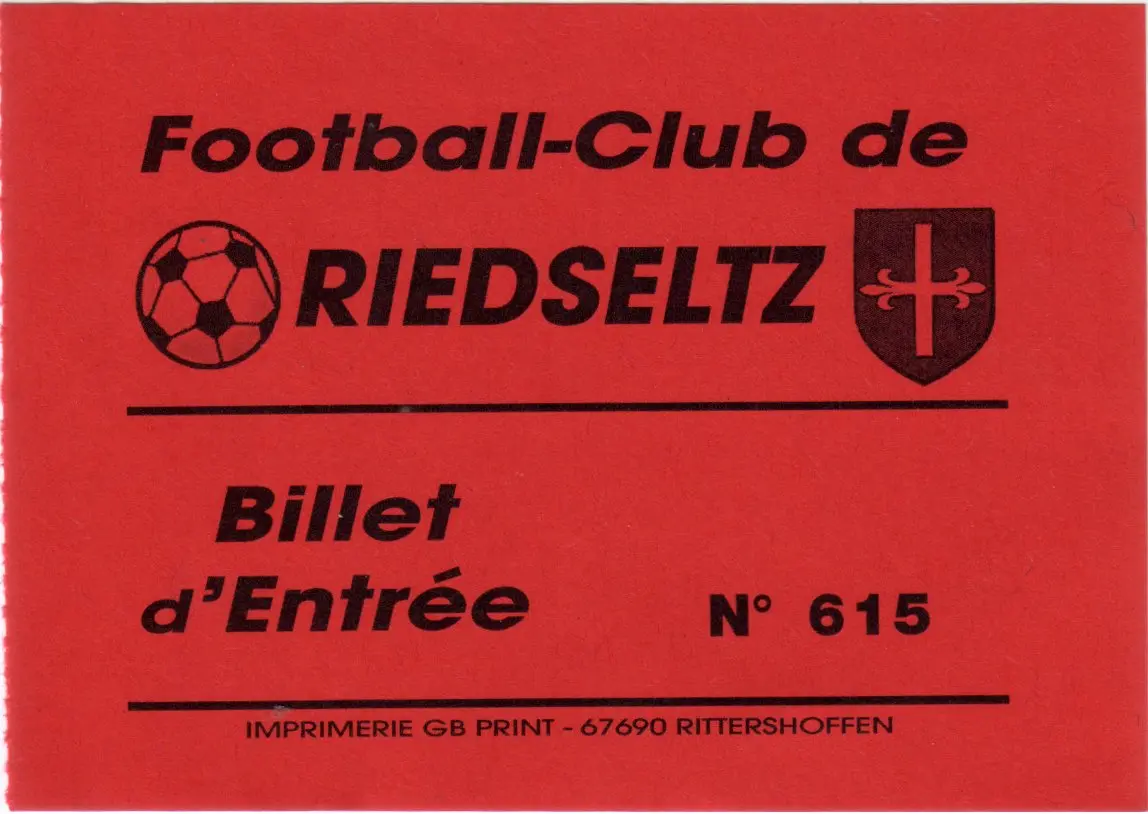 Football-Club de
RIEDSELTZ
Billet
d'Entrée
N° 615
IMPRIMERIE GB PRINT - 67690 RITTERSHOFFEN